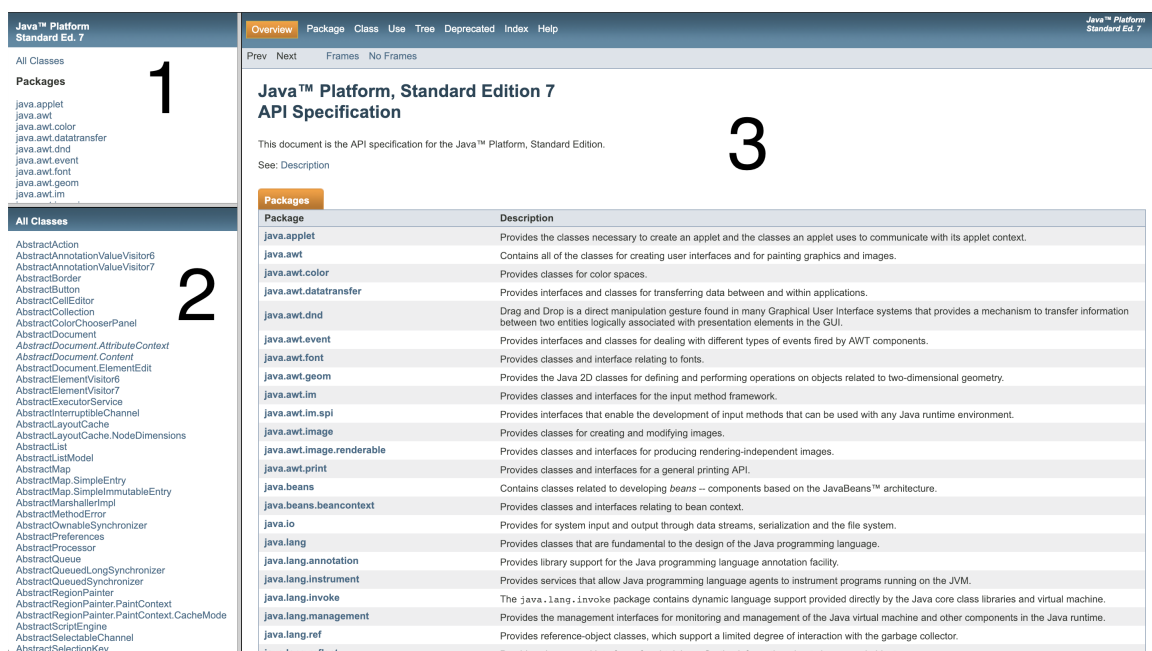 Java™ Platform
Standard Ed. 7
All Classes
Packages
java.applet
java.awt
java.awt.color
java.awt.datatransfer
java.awt.dnd
java.awt.event
java.awt.font
java.awt.geom
java.awt.im
1
All Classes
AbstractAction
AbstractAnnotationValueVisitor6
AbstractAnnotationValueVisitor7
AbstractBorder
AbstractButton
AbstractCellEditor
AbstractCollection
AbstractColorChooserPanel
AbstractDocument
AbstractDocument.AttributeContext
AbstractDocument.Content
AbstractDocument.ElementEdit
AbstractElementVisitor6
AbstractElementVisitor7
AbstractExecutorService
AbstractInterruptibleChannel
AbstractLayoutCache
AbstractLayoutCache.NodeDimensions
AbstractList
AbstractListModel
AbstractMap
AbstractMap.SimpleEntry
AbstractMap.SimpleImmutableEntry
AbstractMarshallerImpl
AbstractMethodError
AbstractOwnableSynchronizer
AbstractPreferences
AbstractProcessor
AbstractQueue
AbstractQueuedLongSynchronizer
AbstractQueuedSynchronizer
AbstractRegionPainter
AbstractRegionPainter.PaintContext
AbstractRegionPainter.PaintContext.CacheMode
AbstractScriptEngine
AbstractSelectableChannel
AbstractSelectionKey
2
Overview Package Class Use Tree Deprecated Index Help
Java™ Platform
Standard Ed. 7
Prev Next Frames No Frames
Java™ Platform, Standard Edition 7
API Specification
3
This document is the API specification for the Java™ Platform, Standard Edition.
See: Description
Packages
Package Description
java.applet Provides the classes necessary to create an applet and the classes an applet uses to communicate with its applet context.
java.awt Contains all of the classes for creating user interfaces and for painting graphics and images.
java.awt.color Provides classes for color spaces.
java.awt.datatransfer Provides interfaces and classes for transferring data between and within applications.
java.awt.dnd Drag and Drop is a direct manipulation gesture found in many Graphical User Interface systems that provides a mechanism to transfer information
between two entities logically associated with presentation elements in the GUI.
java.awt.event Provides interfaces and classes for dealing with different types of events fired by AWT components.
java.awt.font Provides classes and interface relating to fonts.
java.awt.geom Provides the Java 2D classes for defining and performing operations on objects related to two-dimensional geometry.
java.awt.im Provides classes and interfaces for the input method framework.
java.awt.im.spi Provides interfaces that enable the development of input methods that can be used with any Java runtime environment.
java.awt.image Provides classes for creating and modifying images.
java.awt.image.renderable Provides classes and interfaces for producing rendering-independent images.
java.awt.print Provides classes and interfaces for a general printing API.
java.beans Contains classes related to developing beans -- components based on the JavaBeans™ architecture.
java.beans.beancontext Provides classes and interfaces relating to bean context.
java.io Provides for system input and output through data streams, serialization and the file system.
java.lang Provides classes that are fundamental to the design of the Java programming language.
java.lang.annotation Provides library support for the Java programming language annotation facility.
java.lang.instrument Provides services that allow Java programming language agents to instrument programs running on the JVM.
java.lang.invoke The java.lang.invoke package contains dynamic language support provided directly by the Java core class libraries and virtual machine.
java.lang.management Provides the management interfaces for monitoring and management of the Java virtual machine and other components in the Java runtime.
java.lang.ref Provides reference-object classes, which support a limited degree of interaction with the garbage collector.